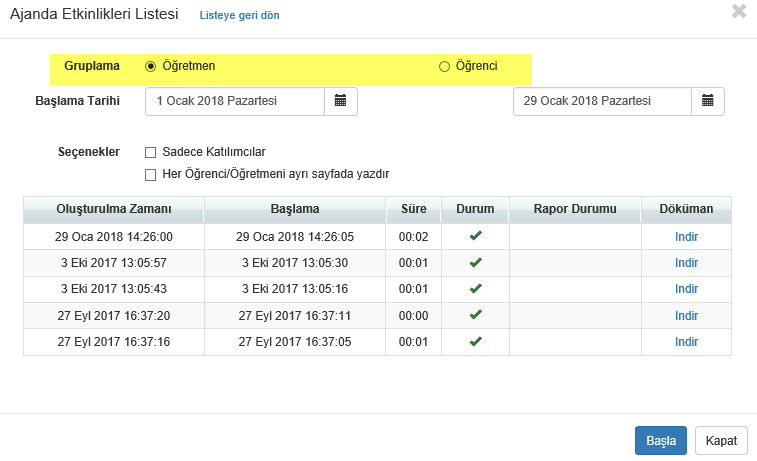 Ajanda Etkinlikleri Listesi Listeye geri dön
Gruplama Öğretmen Öğrenci
Başlama Tarihi 1 Ocak 2018 Pazartesi 29 Ocak 2018 Pazartesi
Seçenekler Sadece Katılımcılar
Her Öğrenci/Öğretmeni ayrı sayfada yazdır
Oluşturulma Zamanı Başlama Süre Durum Rapor Durumu Döküman
29 Oca 2018 14:26:00 29 Oca 2018 14:26:05 00:02 Indir
3 Eki 2017 13:05:57 3 Eki 2017 13:05:30 00:01 Indir
3 Eki 2017 13:05:43 3 Eki 2017 13:05:16 00:01 Indir
27 Eyl 2017 16:37:20 27 Eyl 2017 16:37:11 00:00 Indir
27 Eyl 2017 16:37:16 27 Eyl 2017 16:37:05 00:01 Indir
Başla Kapat